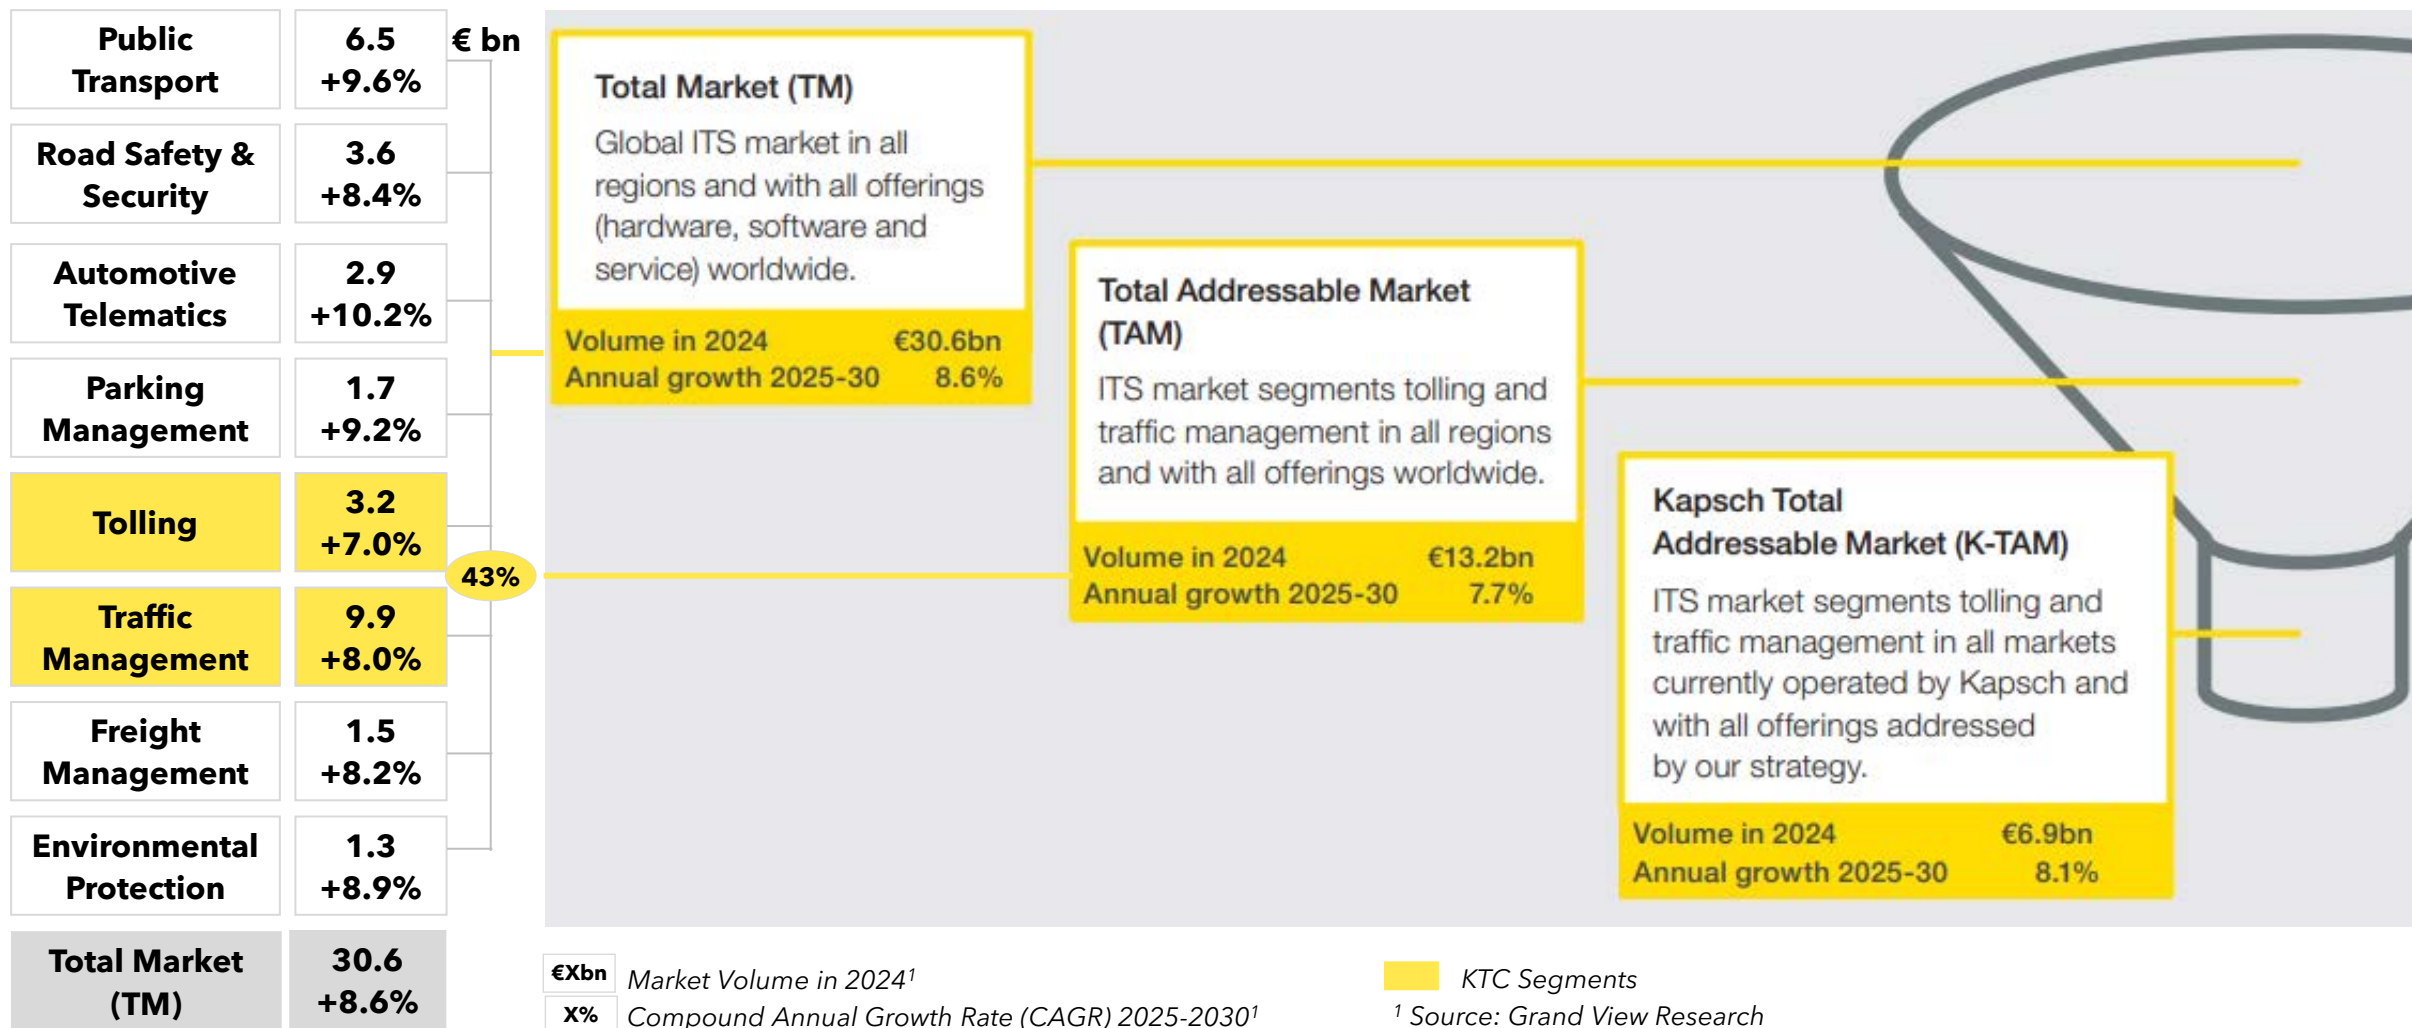 Public
Transport
6.5
+9.6%
€ bn
Road Safety &
Security
3.6
+8.4%
Automotive
Telematics
2.9
+10.2%
Parking
Management
1.7
+9.2%
Tolling
3.2
+7.0%
43%
Traffic
Management
9.9
+8.0%
Freight
Management
1.5
+8.2%
Environmental
Protection
1.3
+8.9%
Total Market
(TM)
30.6
+8.6%
Total Market (TM)
Global ITS market in all
regions and with all offerings
(hardware, software and
service) worldwide.
Volume in 2024 €30.6bn
Annual growth 2025-30 8.6%
Total Addressable Market
(TAM)
ITS market segments tolling and
traffic management in all regions
and with all offerings worldwide.
Volume in 2024 €13.2bn
Annual growth 2025-30 7.7%
Kapsch Total
Addressable Market (K-TAM)
ITS market segments tolling and
traffic management in all markets
currently operated by Kapsch and
with all offerings addressed
by our strategy.
Volume in 2024 €6.9bn
Annual growth 2025-30 8.1%
€Xbn Market Volume in 2024¹
X% Compound Annual Growth Rate (CAGR) 2025-2030¹
KTC Segments
¹ Source: Grand View Research